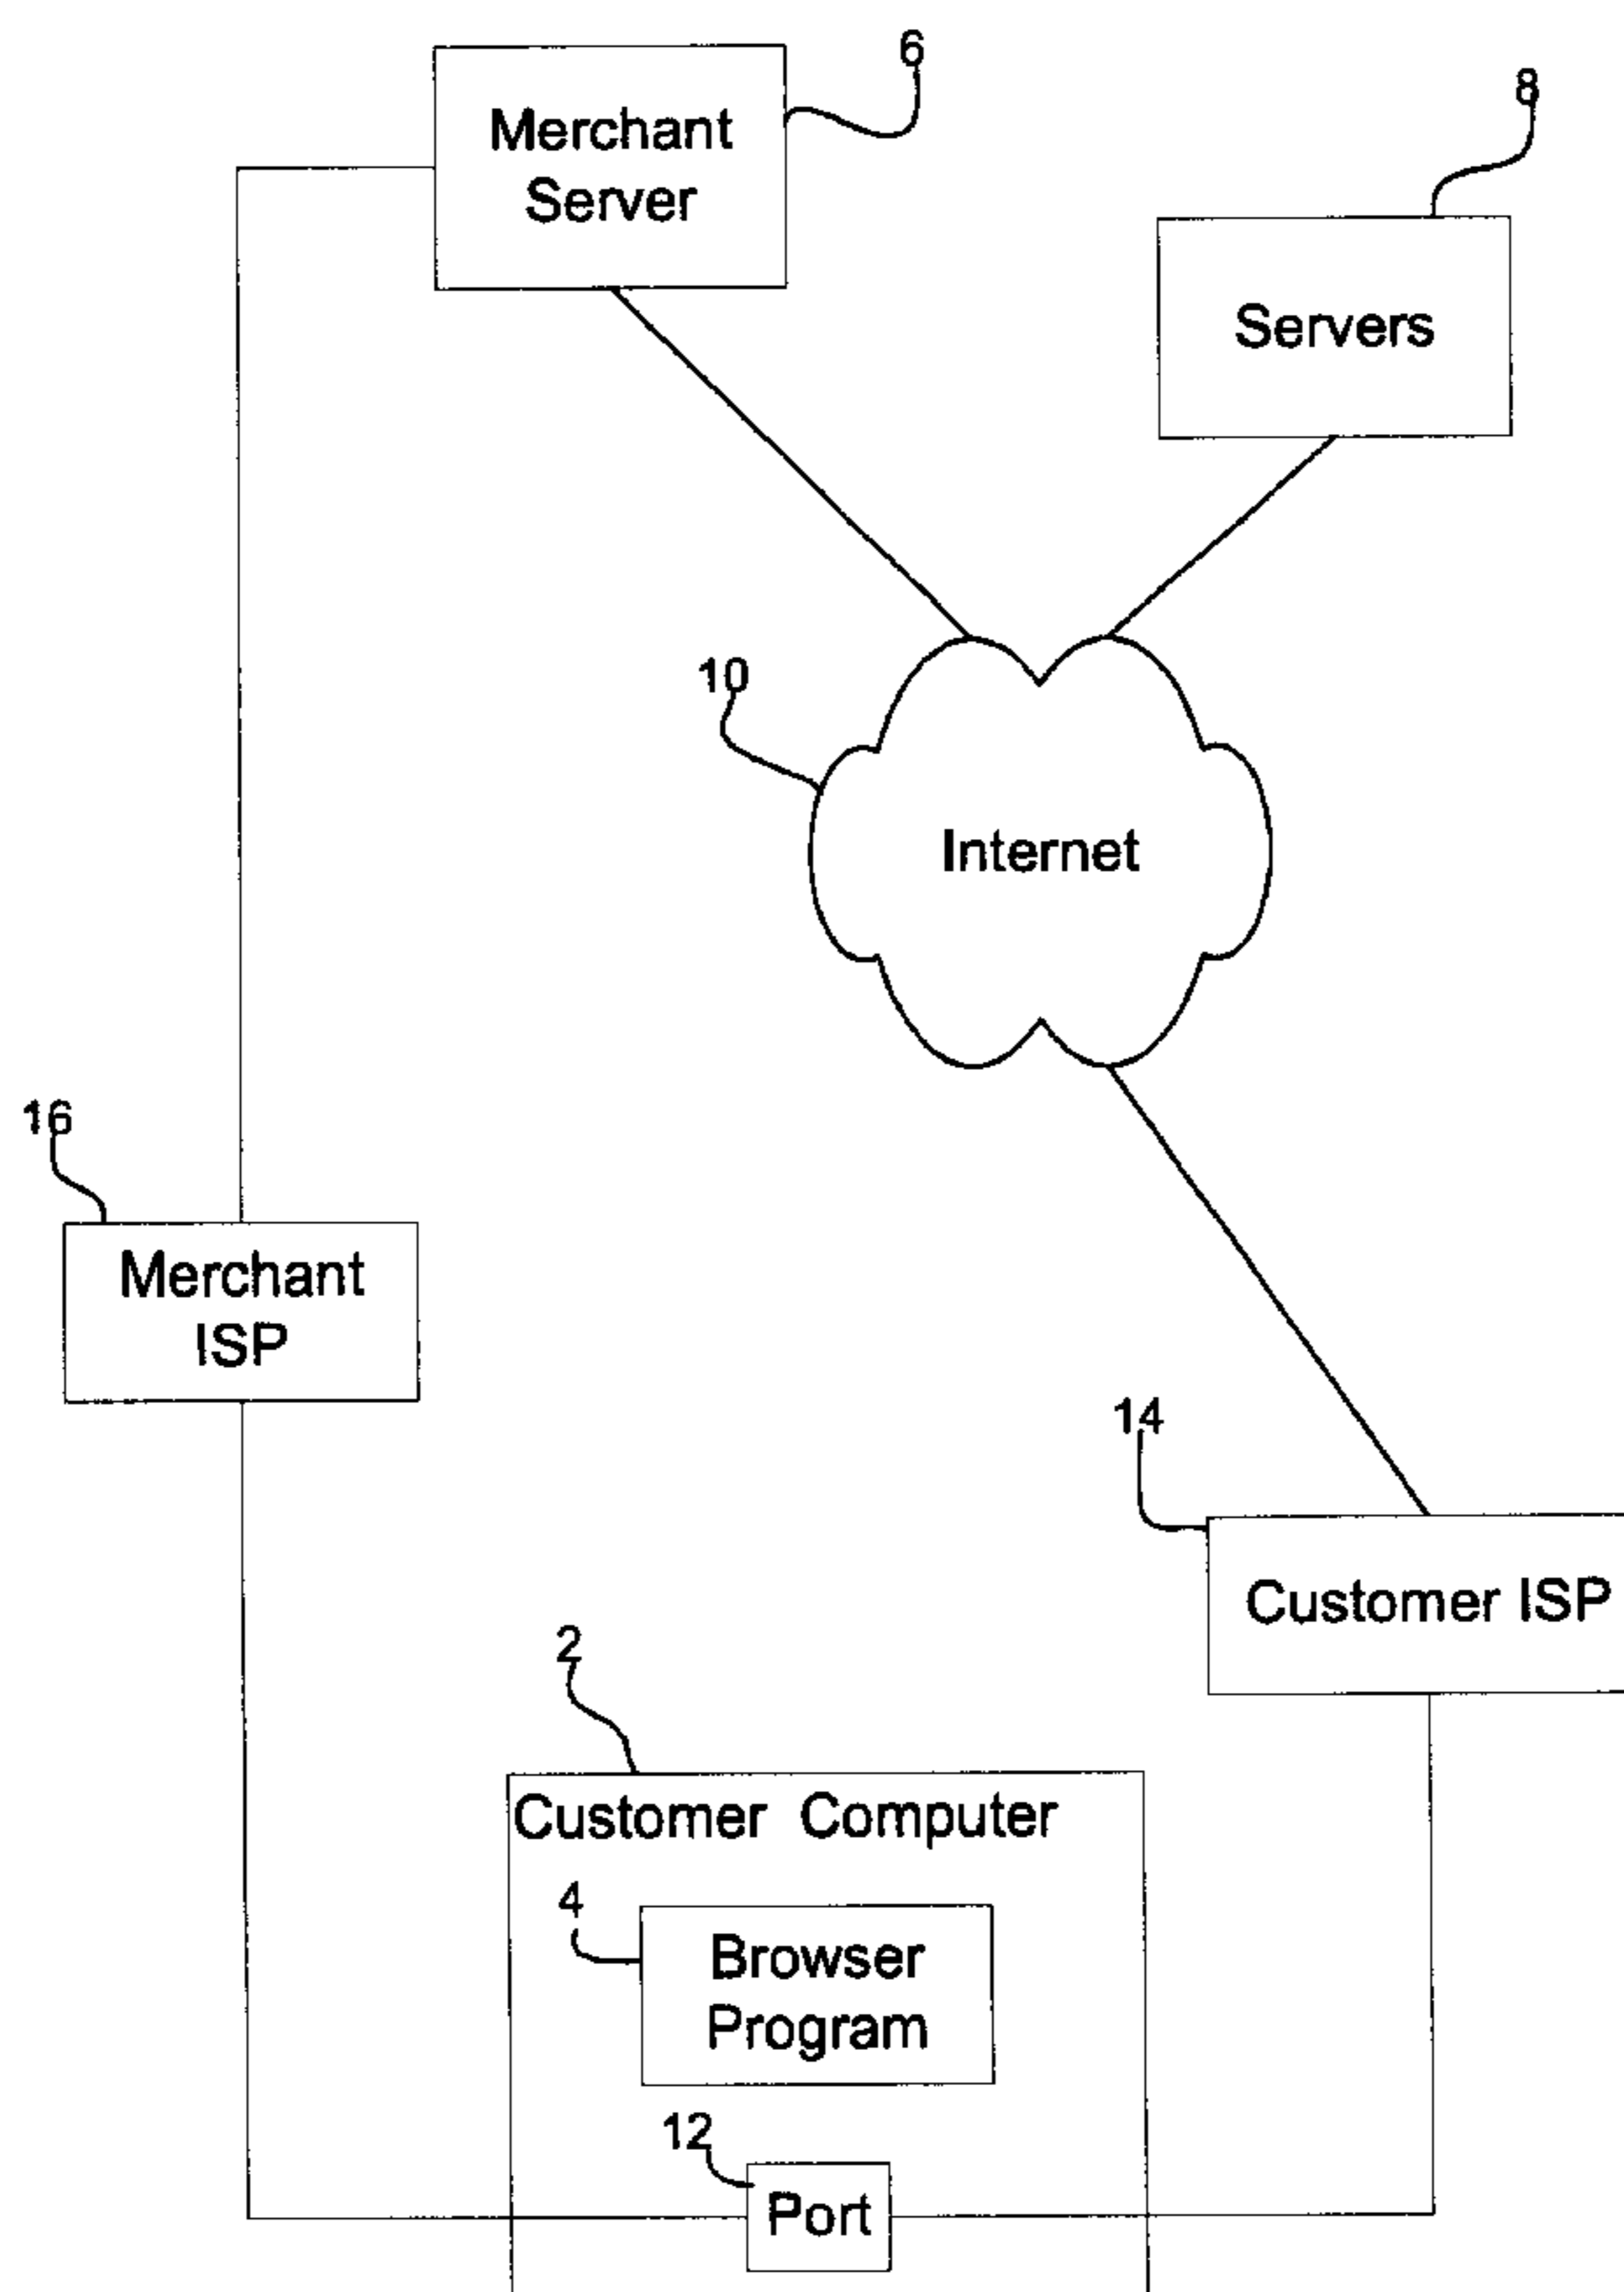 6
Merchant
Server
8
Servers
10
Internet
16
Merchant
ISP
14
Customer ISP
2
Customer Computer
4
Browser
Program
12
Port